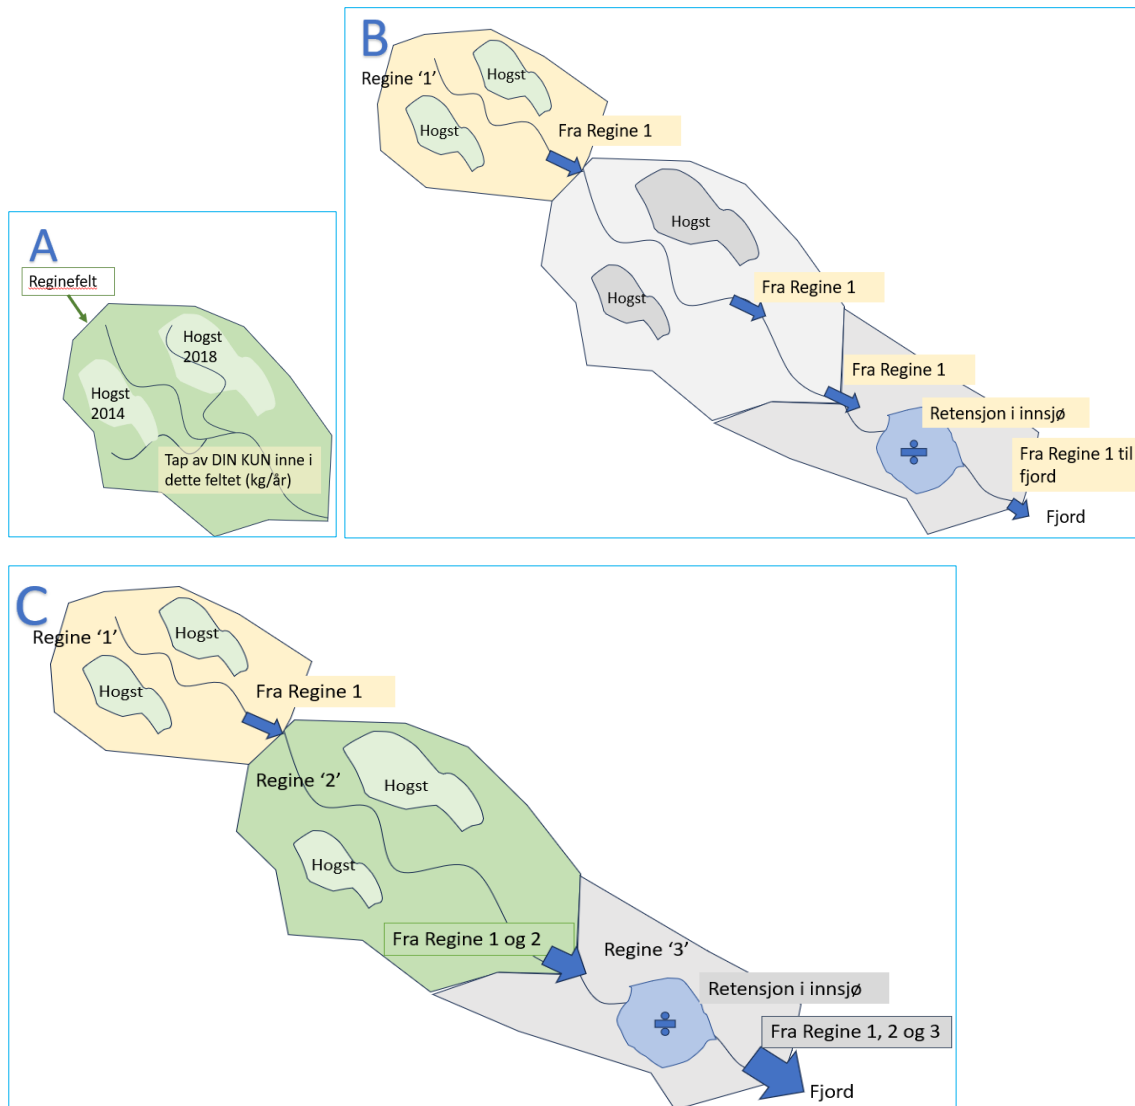 A
Reginefelt
Hogst
2018
Hogst
2014
Tap av DIN KUN inne i
dette feltet (kg/år)
B
Regine ‘1’
Hogst
Hogst
Fra Regine 1
Hogst
Hogst
Fra Regine 1
Fra Regine 1
Retensjon i innsjø
Fra Regine 1 til
fjord
Fjord
C
Regine ‘1’
Hogst
Hogst
Fra Regine 1
Regine ‘2’
Hogst
Hogst
Fra Regine 1 og 2
Regine ‘3’
Retensjon i innsjø
Fra Regine 1, 2 og 3
Fjord